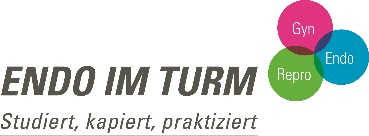 Gyn
Endo
Repro
ENDO IM TURM
Studiert, kapiert, praktiziert